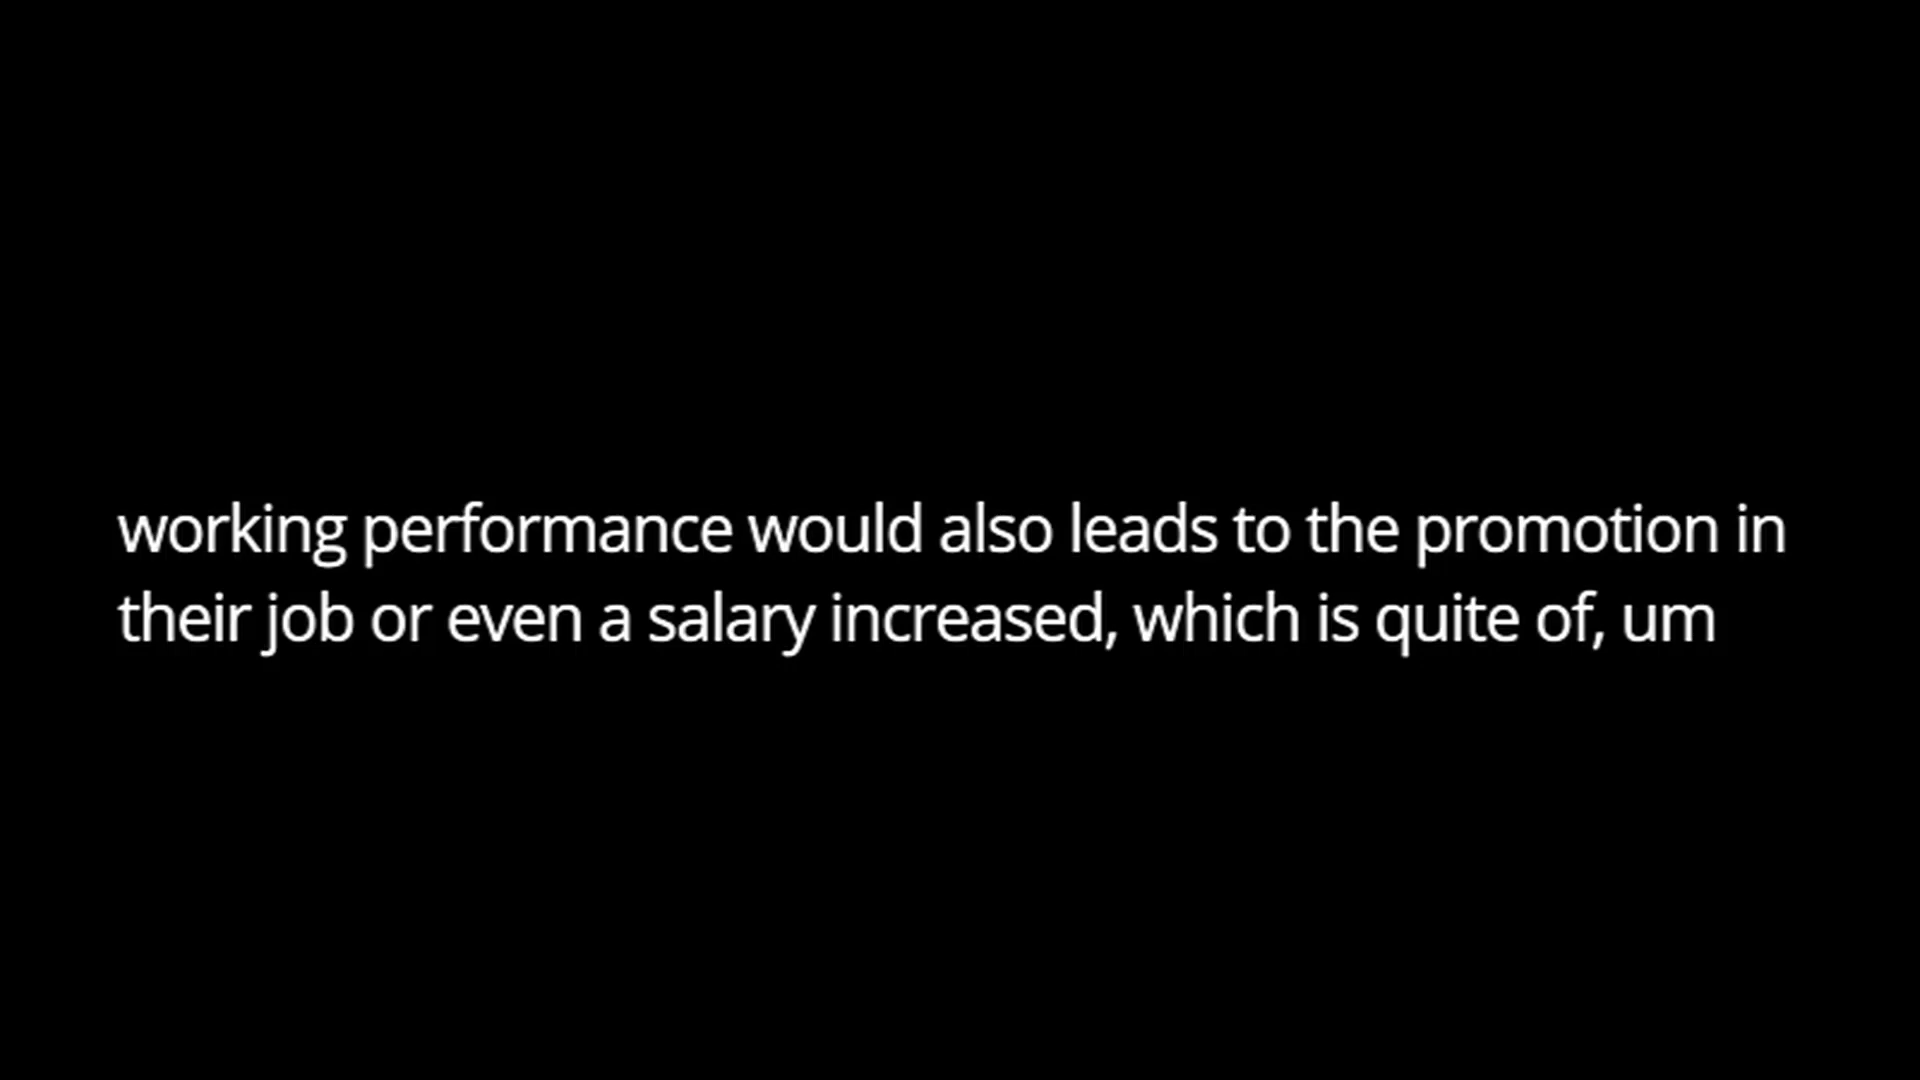 working performance would also leads to the promotion in
their job or even a salary increased, which is quite of, um